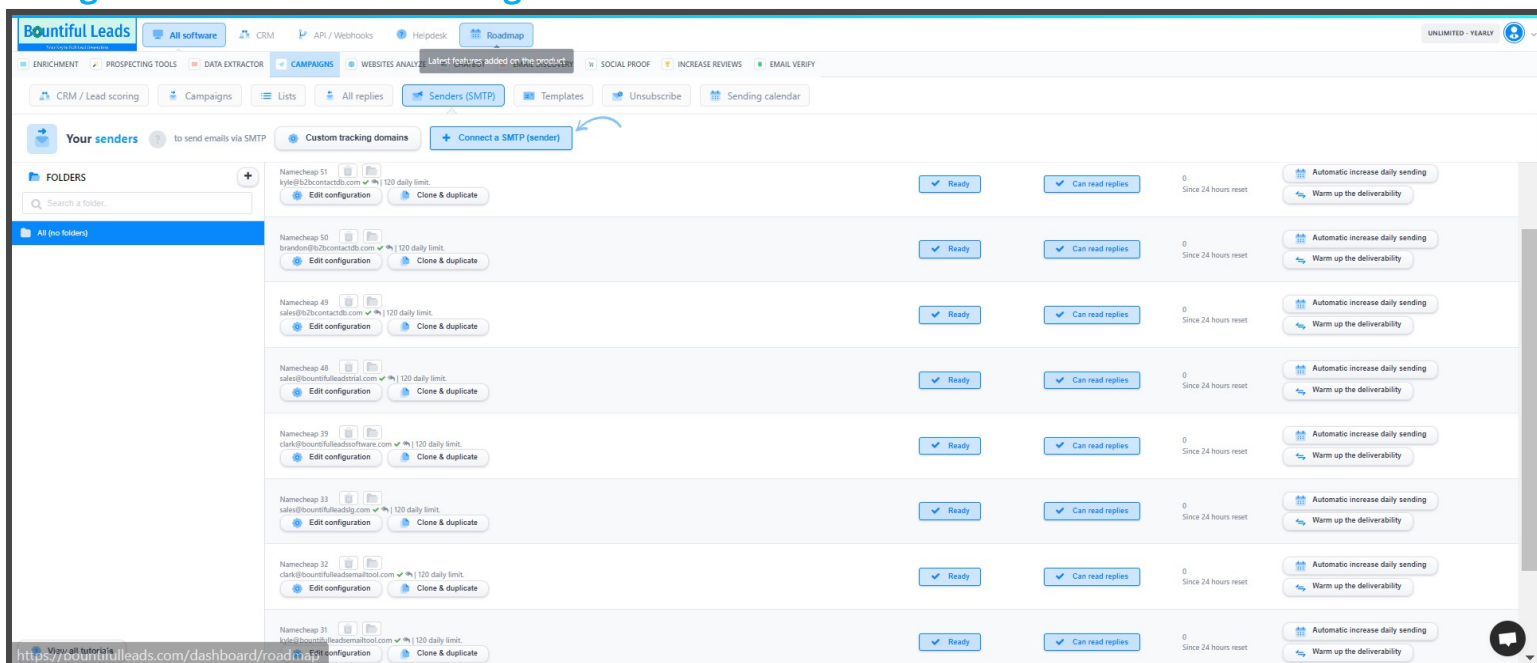 Bountiful Leads
All software
CRM
API / Webhooks
Helpdesk
Roadmap
UNLIMITED - YEARLY
Latest features added on the product
ENRICHMENT
PROSPECTING TOOLS
DATA EXTRACTOR
CAMPAIGNS
WEBSITES ANALYZE
SOCIAL PROOF
INCREASE REVIEWS
EMAIL VERIFY
CRM / Lead scoring
Campaigns
Lists
All replies
Senders (SMTP)
Templates
Unsubscribe
Sending calendar
Your senders ? to send emails via SMTP
Custom tracking domains
+ Connect a SMTP (sender)
FOLDERS
+
Search a folder..
All (no folders)
Namecheap 51
kyle@b2bcontactdb.com | 120 daily limit.
Edit configuration
Clone & duplicate
Ready
Can read replies
0
Since 24 hours reset
Automatic increase daily sending
Warm up the deliverability
Namecheap 50
brandon@b2bcontactdb.com | 120 daily limit.
Edit configuration
Clone & duplicate
Ready
Can read replies
0
Since 24 hours reset
Automatic increase daily sending
Warm up the deliverability
Namecheap 49
sales@b2bcontactdb.com | 120 daily limit.
Edit configuration
Clone & duplicate
Ready
Can read replies
0
Since 24 hours reset
Automatic increase daily sending
Warm up the deliverability
Namecheap 48
sales@bountifulleadstrial.com | 120 daily limit.
Edit configuration
Clone & duplicate
Ready
Can read replies
0
Since 24 hours reset
Automatic increase daily sending
Warm up the deliverability
Namecheap 39
clark@bountifulleadssoftware.com | 120 daily limit.
Edit configuration
Clone & duplicate
Ready
Can read replies
0
Since 24 hours reset
Automatic increase daily sending
Warm up the deliverability
Namecheap 33
sales@bountifulleadslg.com | 120 daily limit.
Edit configuration
Clone & duplicate
Ready
Can read replies
0
Since 24 hours reset
Automatic increase daily sending
Warm up the deliverability
Namecheap 32
clark@bountifulleadsemailtool.com | 120 daily limit.
Edit configuration
Clone & duplicate
Ready
Can read replies
0
Since 24 hours reset
Automatic increase daily sending
Warm up the deliverability
Namecheap 31
kyle@bountifulleadsemailtool.com | 120 daily limit.
Edit configuration
Clone & duplicate
Ready
Can read replies
0
Since 24 hours reset
Automatic increase daily sending
Warm up the deliverability
View all tutorials
https://bountifulleads.com/dashboard/roadmap